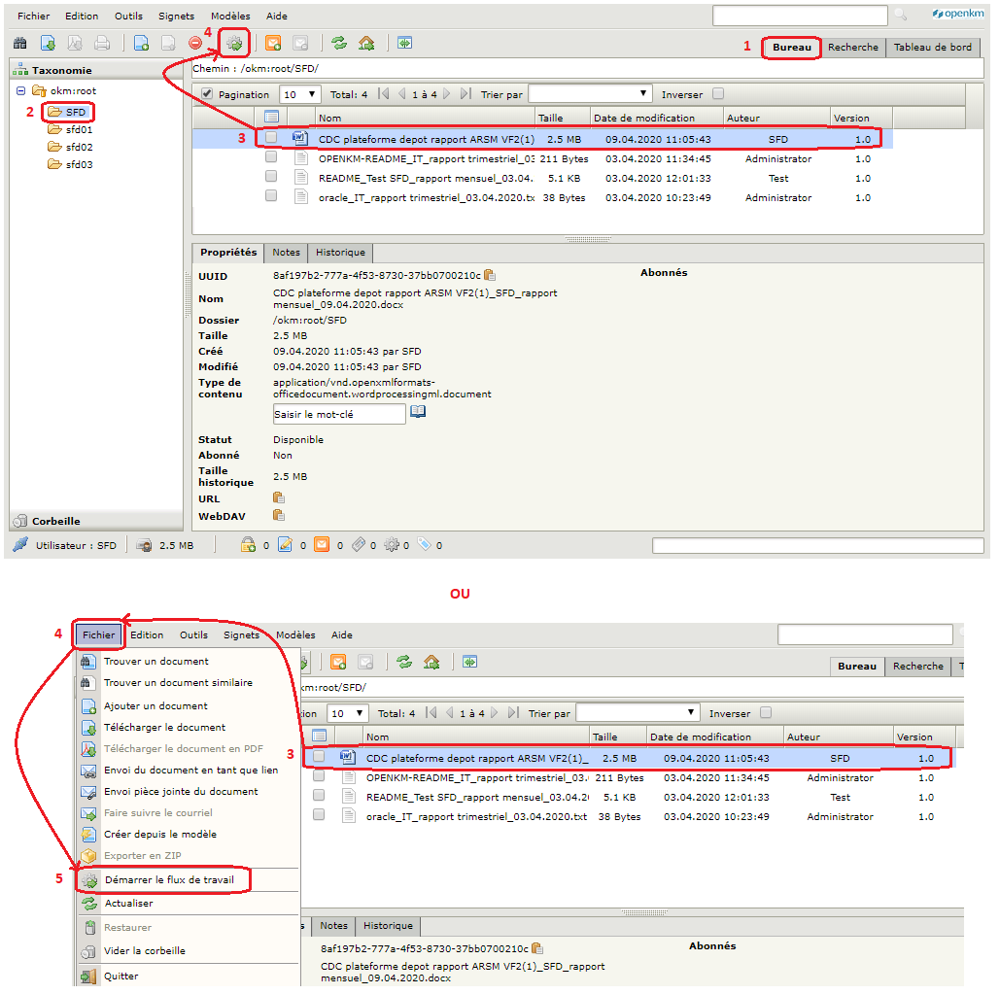 Fichier Edition Outils Signets Modèles Aide
openkm
4
1 Bureau Recherche Tableau de bord
Taxonomie
Chemin : /okm:root/SFD/
okm:root
Pagination 10 Total: 4 1 à 4 Trier par Inverser
2 SFD
Nom Taille Date de modification Auteur Version
sfd01
3 CDC plateforme depot rapport ARSM VF2(1) 2.5 MB 09.04.2020 11:05:43 SFD 1.0
sfd02
OPENKM-README_IT_rapport trimestriel_03. 211 Bytes 03.04.2020 11:34:45 Administrator 1.0
sfd03
README_Test SFD_rapport mensuel_03.04. 5.1 KB 03.04.2020 12:01:33 Test 1.0
oracle_IT_rapport trimestriel_03.04.2020.tx 38 Bytes 03.04.2020 10:23:49 Administrator 1.0
Propriétés Notes Historique
UUID 8af197b2-777a-4f53-8730-37bb0700210c
Abonnés
Nom CDC plateforme depot rapport ARSM VF2(1)_SFD_rapport
mensuel_09.04.2020.docx
Dossier /okm:root/SFD
Taille 2.5 MB
Créé 09.04.2020 11:05:43 par SFD
Modifié 09.04.2020 11:05:43 par SFD
Type de application/vnd.openxmlformats-
contenu officedocument.wordprocessingml.document
Saisir le mot-clé
Statut Disponible
Abonné Non
Taille
historique 2.5 MB
URL
WebDAV
Corbeille
Utilisateur : SFD 2.5 MB 0 0 0 0 0 0
OU
4 Fichier Edition Outils Signets Modèles Aide
Trouver un document
Bureau Recherche T
Trouver un document similaire
km:root/SFD/
Ajouter un document
tion 10 Total: 4 1 à 4 Trier par Inverser
Télécharger le document
Nom Taille Date de modification Auteur Version
Télécharger le document en PDF
3 CDC plateforme depot rapport ARSM VF2(1)_ 2.5 MB 09.04.2020 11:05:43 SFD 1.0
Envoi du document en tant que lien
OPENKM-README_IT_rapport trimestriel_03. 211 Bytes 03.04.2020 11:34:45 Administrator 1.0
Envoi pièce jointe du document
README_Test SFD_rapport mensuel_03.04.20 5.1 KB 03.04.2020 12:01:33 Test 1.0
Faire suivre le courriel
oracle_IT_rapport trimestriel_03.04.2020.txt 38 Bytes 03.04.2020 10:23:49 Administrator 1.0
Créer depuis le modèle
Exporter en ZIP
5 Démarrer le flux de travail
Actualiser
Restaurer
s Notes Historique
Vider la corbeille
8af197b2-777a-4f53-8730-37bb0700210c Abonnés
CDC plateforme depot rapport ARSM VF2(1)_SFD_rapport
Quitter
mensuel_09.04.2020.docx